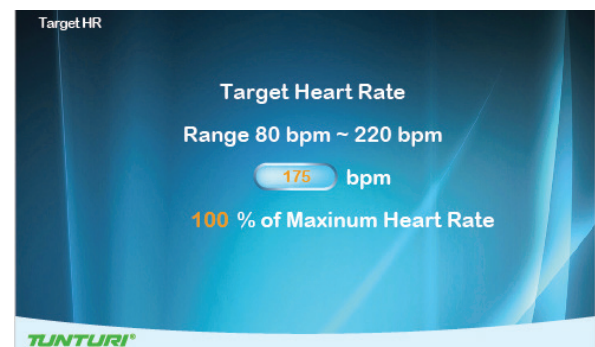 Target HR
Target Heart Rate
Range 80 bpm ~ 220 bpm
175 bpm
100 % of Maxinum Heart Rate
TUNTURI®